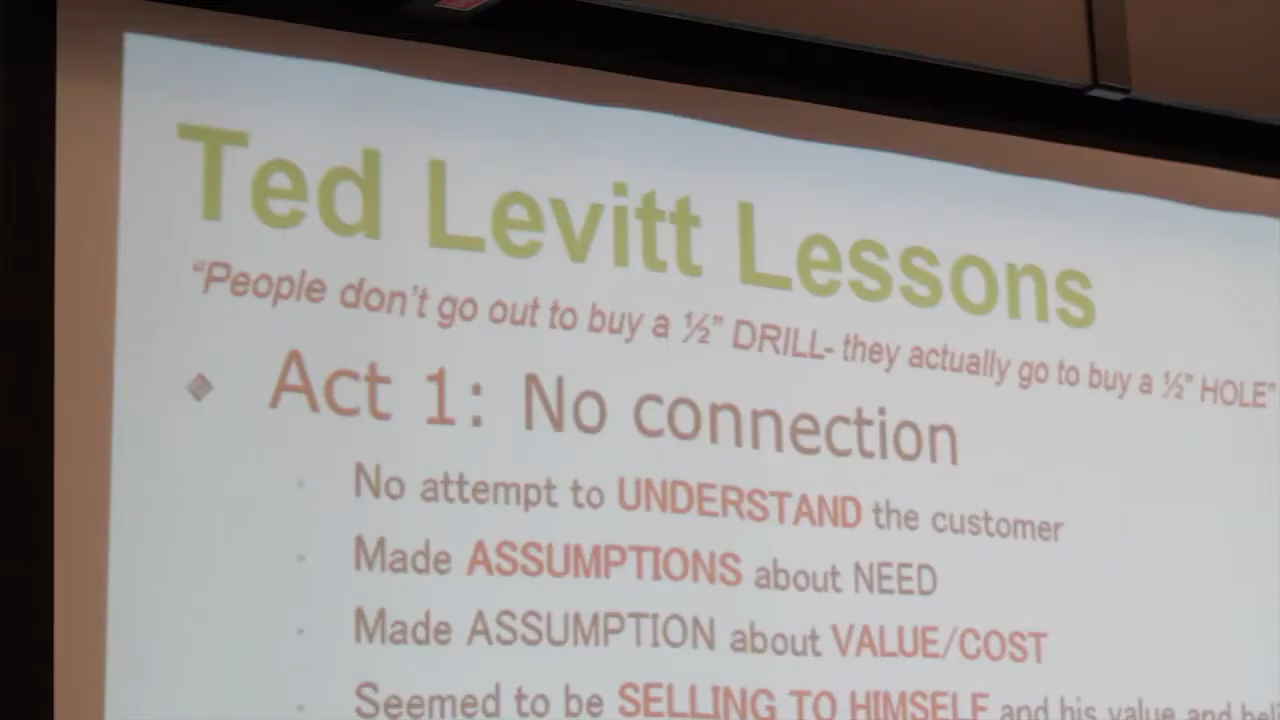 Ted Levitt Lessons
“People don’t go out to buy a ½” DRILL- they actually go to buy a ½” HOLE”
Act 1: No connection
No attempt to UNDERSTAND the customer
Made ASSUMPTIONS about NEED
Made ASSUMPTION about VALUE/COST
Seemed to be SELLING TO HIMSELF and his value and